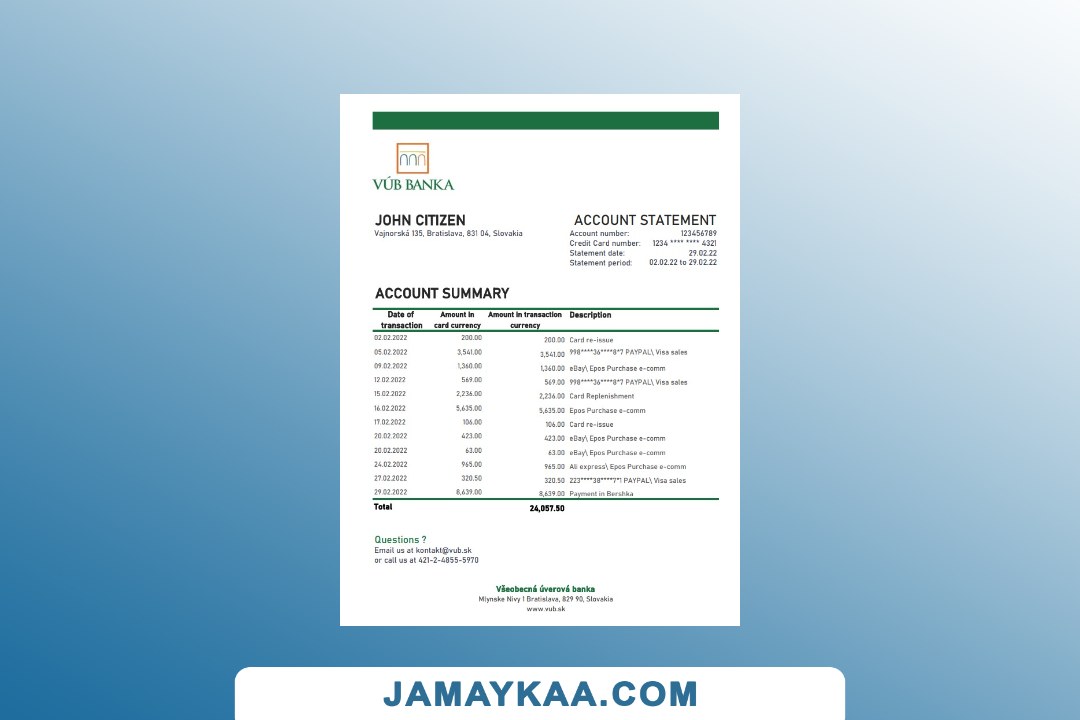 VÚB BANKA
JOHN CITIZEN
Vajnorská 135, Bratislava, 831 04, Slovakia
ACCOUNT STATEMENT
Account number: 123456789
Credit Card number: 1234 **** **** 4321
Statement date: 29.02.22
Statement period: 02.02.22 to 29.02.22
ACCOUNT SUMMARY
Date of transaction Amount in card currency Amount in transaction currency Description
02.02.2022 200.00 200.00 Card re-issue
05.02.2022 3,541.00 3,541.00 998****36****8*7 PAYPAL\ Visa sales
09.02.2022 1,360.00 1,360.00 eBay\ Epos Purchase e-comm
12.02.2022 569.00 569.00 998****36****8*7 PAYPAL\ Visa sales
15.02.2022 2,236.00 2,236.00 Card Replenishment
16.02.2022 5,635.00 5,635.00 Epos Purchase e-comm
17.02.2022 106.00 106.00 Card re-issue
20.02.2022 423.00 423.00 eBay\ Epos Purchase e-comm
20.02.2022 63.00 63.00 eBay\ Epos Purchase e-comm
24.02.2022 965.00 965.00 Ali express\ Epos Purchase e-comm
27.02.2022 320.50 320.50 223****38****7*1 PAYPAL\ Visa sales
29.02.2022 8,639.00 8,639.00 Payment in Bershka
Total 24,057.50
Questions ?
Email us at kontakt@vub.sk
or call us at 421-2-4855-5970
Všeobecná úverová banka
Mlynske Nivy 1 Bratislava, 829 90, Slovakia
www.vub.sk
JAMAYKAA.COM